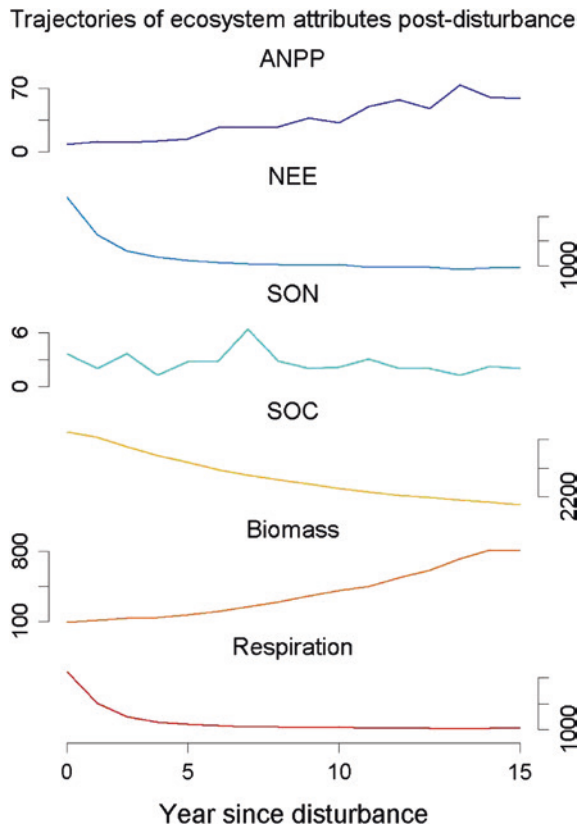 Trajectories of ecosystem attributes post-disturbance
ANPP
70
0
NEE
1000
SON
6
0
SOC
2200
Biomass
800
100
Respiration
1000
0 5 10 15
Year since disturbance